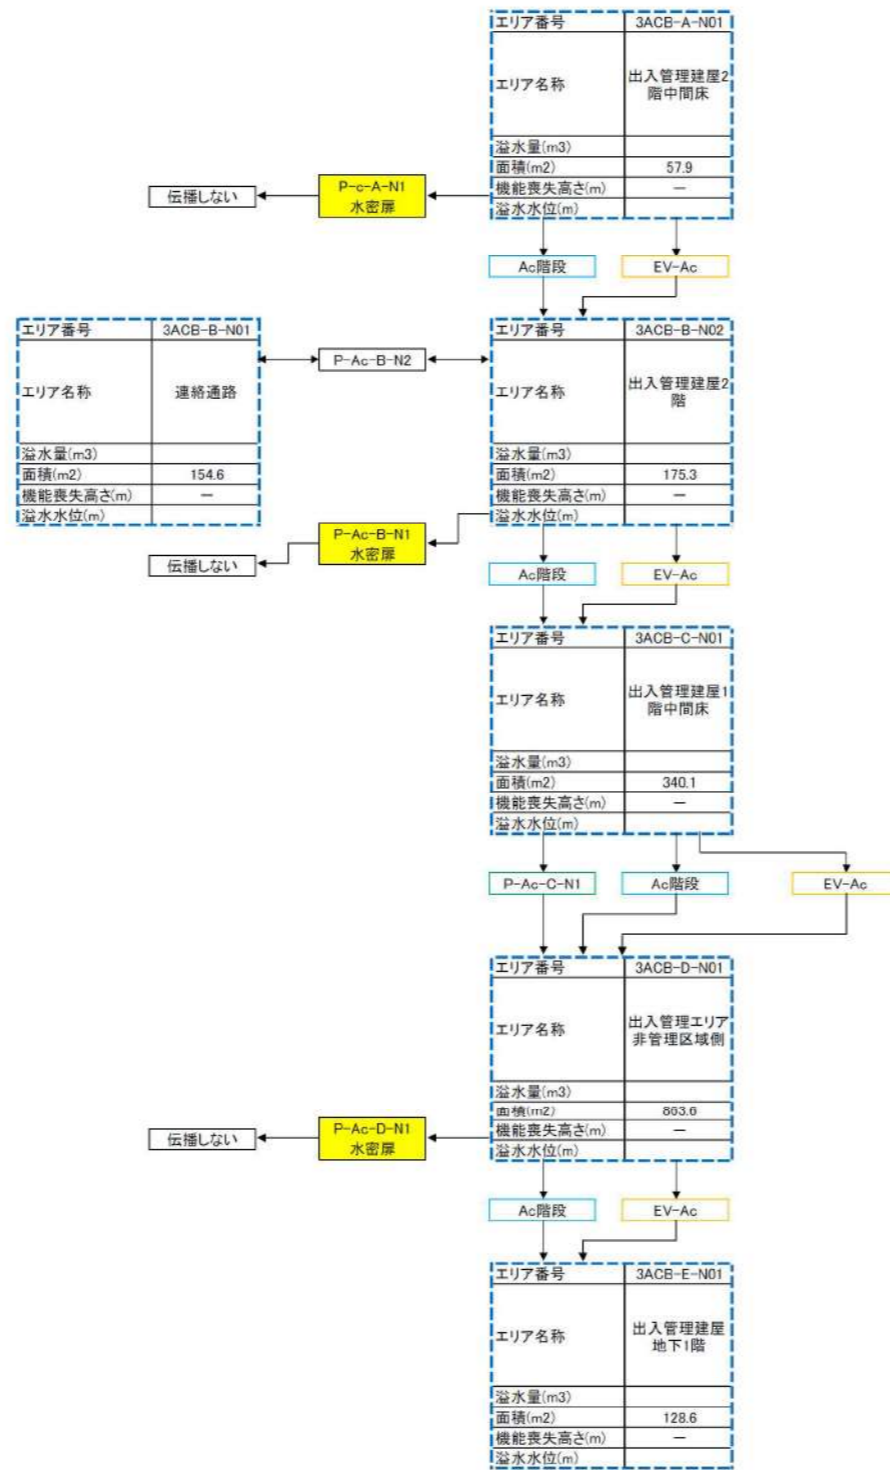 エリア番号 3ACB-A-N01
エリア名称 出入管理建屋2
階中間床
溢水量(m3)
面積(m2) 57.9
機能喪失高さ(m) －
溢水水位(m)
伝播しない
P-c-A-N1
水密扉
Ac階段
EV-Ac
エリア番号 3ACB-B-N01
エリア名称 連絡通路
溢水量(m3)
面積(m2) 154.6
機能喪失高さ(m) －
溢水水位(m)
P-Ac-B-N2
エリア番号 3ACB-B-N02
エリア名称 出入管理建屋2
階
溢水量(m3)
面積(m2) 175.3
機能喪失高さ(m) －
溢水水位(m)
伝播しない
P-Ac-B-N1
水密扉
Ac階段
EV-Ac
エリア番号 3ACB-C-N01
エリア名称 出入管理建屋1
階中間床
溢水量(m3)
面積(m2) 340.1
機能喪失高さ(m) －
溢水水位(m)
P-Ac-C-N1
Ac階段
EV-Ac
エリア番号 3ACB-D-N01
エリア名称 出入管理エリア
非管理区域側
溢水量(m3)
面積(m2) 863.6
機能喪失高さ(m) －
溢水水位(m)
伝播しない
P-Ac-D-N1
水密扉
Ac階段
EV-Ac
エリア番号 3ACB-E-N01
エリア名称 出入管理建屋
地下1階
溢水量(m3)
面積(m2) 128.6
機能喪失高さ(m) －
溢水水位(m)